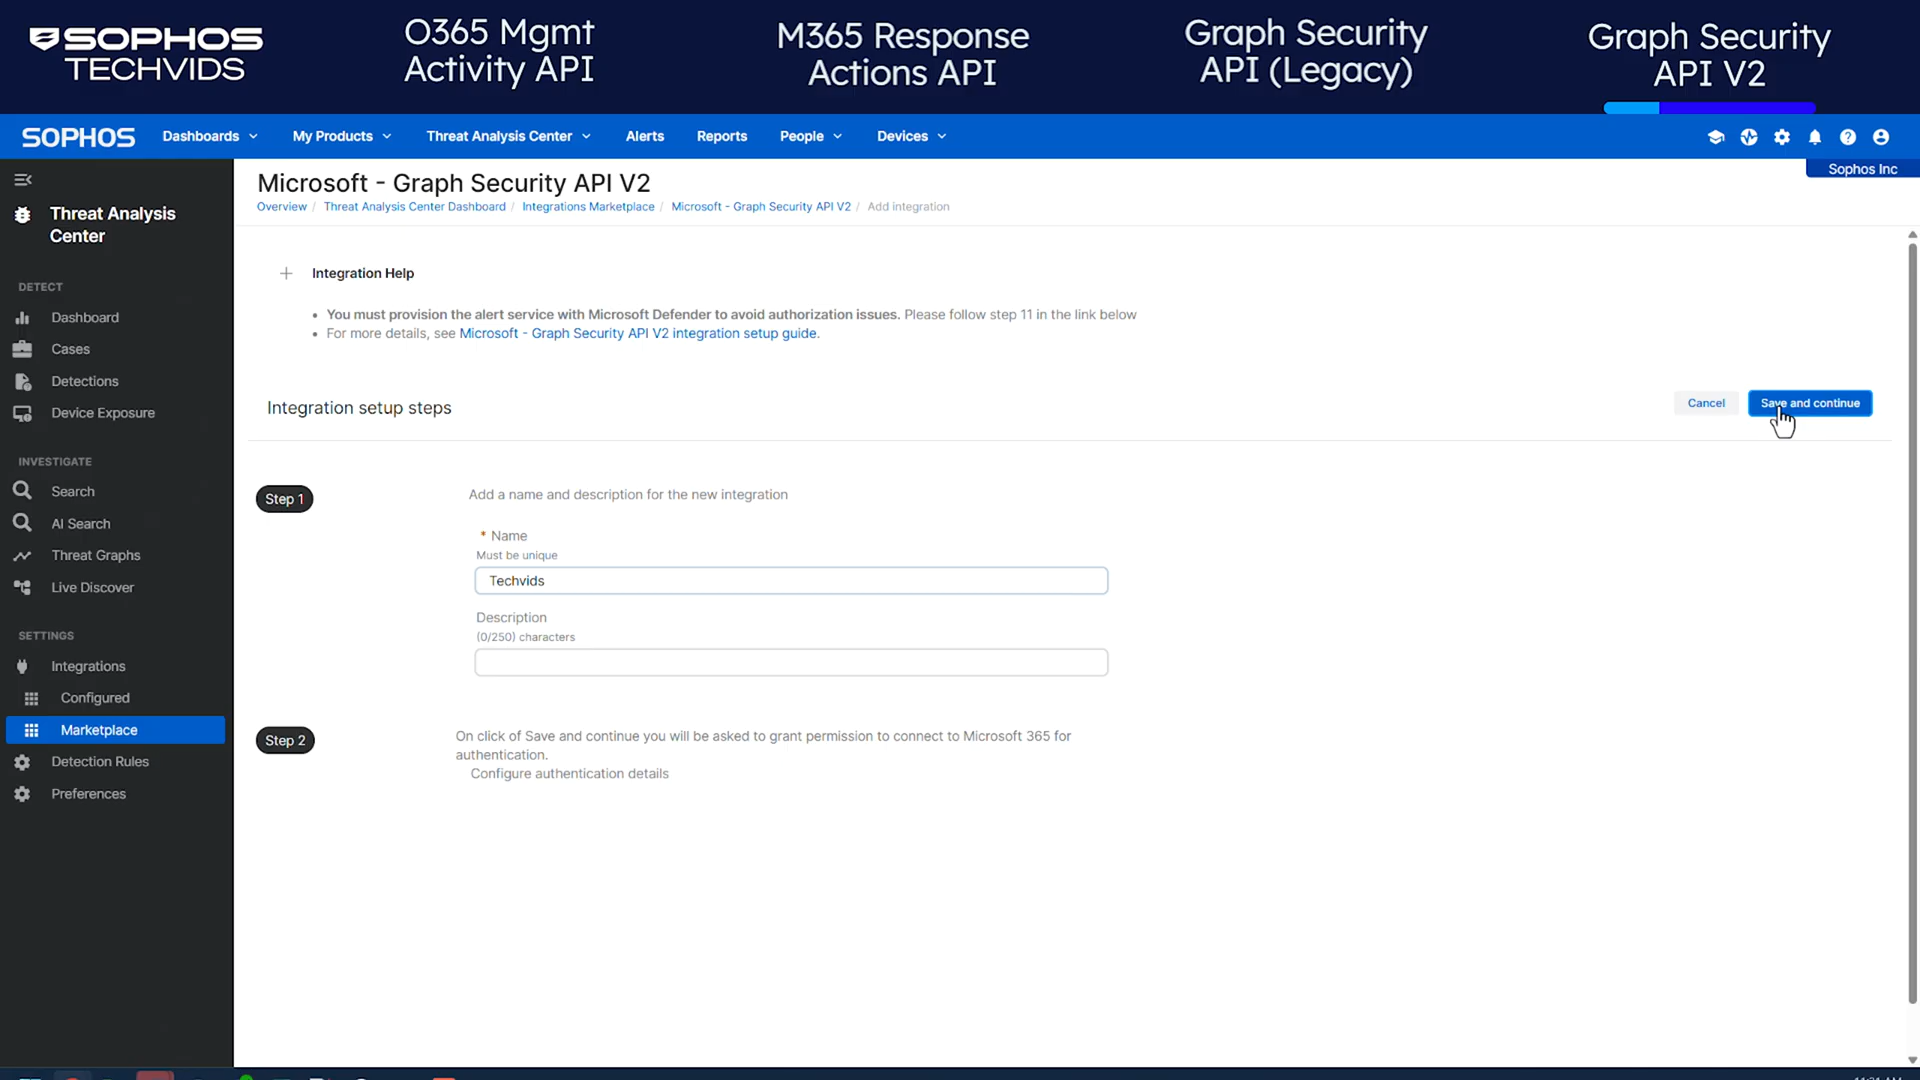 SOPHOS
TECHVIDS
O365 Mgmt
Activity API
M365 Response
Actions API
Graph Security
API (Legacy)
Graph Security
API V2
SOPHOS
Dashboards
My Products
Threat Analysis Center
Alerts
Reports
People
Devices
Sophos Inc
Threat Analysis
Center
DETECT
Dashboard
Cases
Detections
Device Exposure
INVESTIGATE
Search
AI Search
Threat Graphs
Live Discover
SETTINGS
Integrations
Configured
Marketplace
Detection Rules
Preferences
Microsoft - Graph Security API V2
Overview / Threat Analysis Center Dashboard / Integrations Marketplace / Microsoft - Graph Security API V2 / Add integration
Integration Help
• You must provision the alert service with Microsoft Defender to avoid authorization issues. Please follow step 11 in the link below
• For more details, see Microsoft - Graph Security API V2 integration setup guide.
Integration setup steps
Cancel
Save and continue
Step 1
Add a name and description for the new integration
* Name
Must be unique
Techvids
Description
(0/250) characters
Step 2
On click of Save and continue you will be asked to grant permission to connect to Microsoft 365 for
authentication.
Configure authentication details